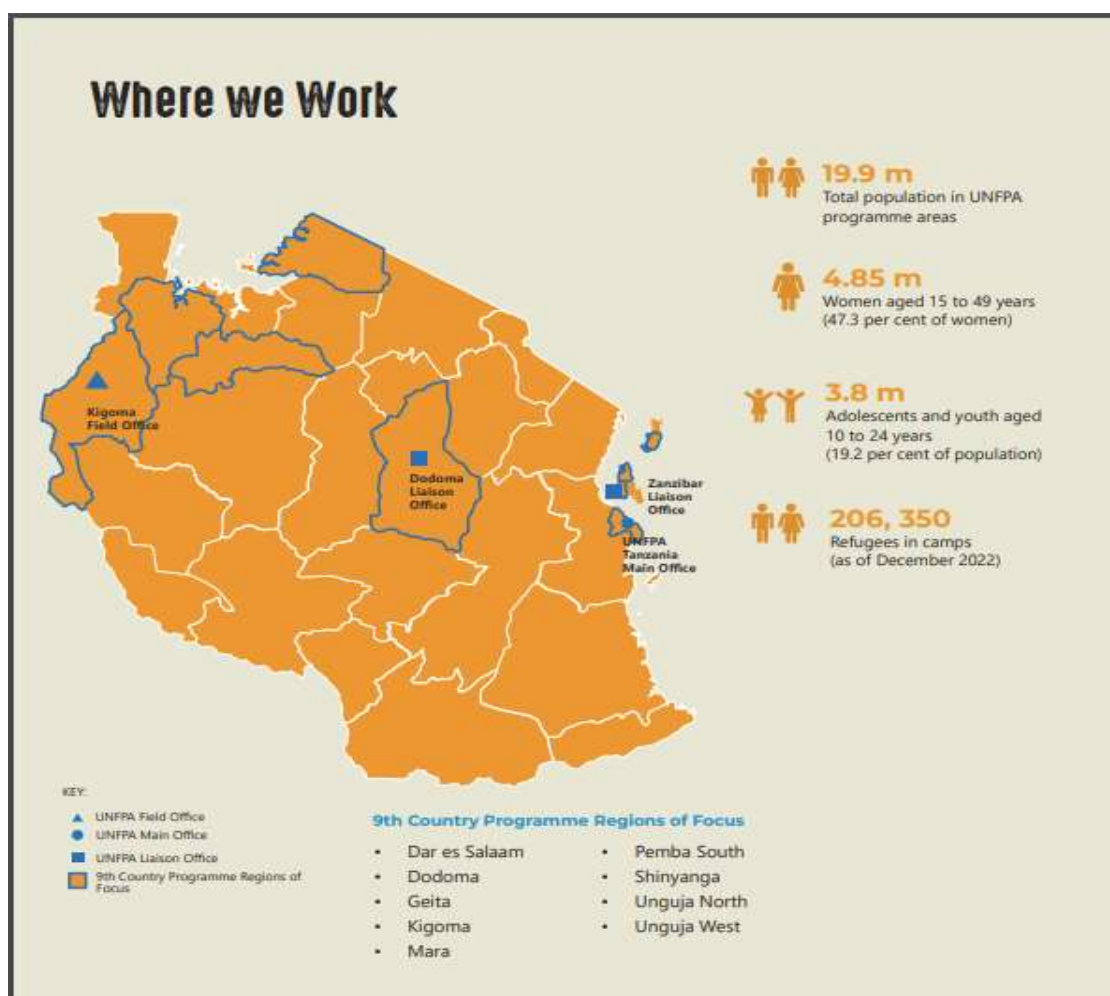 Where we Work
19.9 m
Total population in UNFPA
programme areas
4.85 m
Women aged 15 to 49 years
(47.3 per cent of women)
3.8 m
Adolescents and youth aged
10 to 24 years
(19.2 per cent of population)
206, 350
Refugees in camps
(as of December 2022)
Kigoma
Field Office
Dodoma
Liaison
Office
Zanzibar
Liaison
Office
UNFPA
Tanzania
Main Office
KEY:
UNFPA Field Office
UNFPA Main Office
UNFPA Liaison Office
9th Country Programme Regions of
Focus
9th Country Programme Regions of Focus
• Dar es Salaam
• Dodoma
• Geita
• Kigoma
• Mara
• Pemba South
• Shinyanga
• Unguja North
• Unguja West